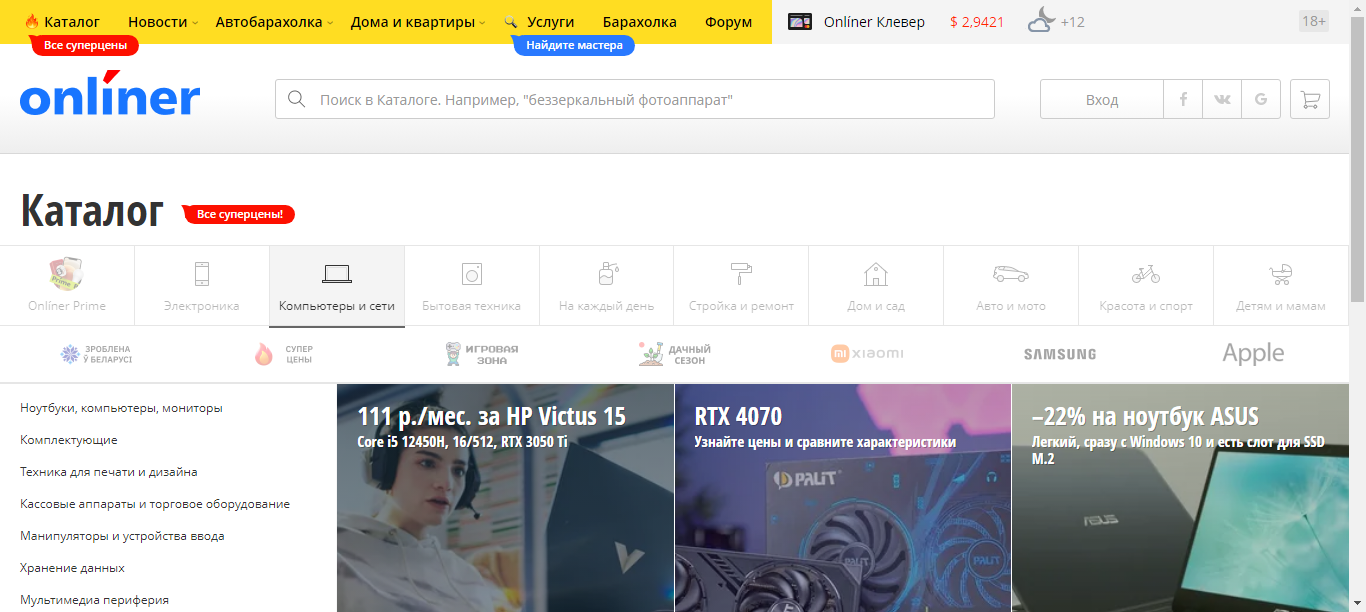 Каталог Новости Автобарахолка Дома и квартиры Услуги Барахолка Форум Onlíner Клевер $ 2,9421 +12 18+
Все суперцены Найдите мастера
onlíner
Поиск в Каталоге. Например, "беззеркальный фотоаппарат"
Вход
Каталог
Все суперцены!
Onlíner Prime Электроника Компьютеры и сети Бытовая техника На каждый день Стройка и ремонт Дом и сад Авто и мото Красота и спорт Детям и мамам
ЗРОБЛЕНА
Ў БЕЛАРУСІ
СУПЕР
ЦЕНЫ
ИГРОВАЯ
ЗОНА
ДАЧНЫЙ
СЕЗОН
xiaomi
SAMSUNG
Apple
Ноутбуки, компьютеры, мониторы
Комплектующие
Техника для печати и дизайна
Кассовые аппараты и торговое оборудование
Манипуляторы и устройства ввода
Хранение данных
Мультимедиа периферия
111 р./мес. за HP Victus 15
Core i5 12450H, 16/512, RTX 3050 Ti
RTX 4070
Узнайте цены и сравните характеристики
PALIT
PALIT
–22% на ноутбук ASUS
Легкий, сразу с Windows 10 и есть слот для SSD
M.2
ASUS